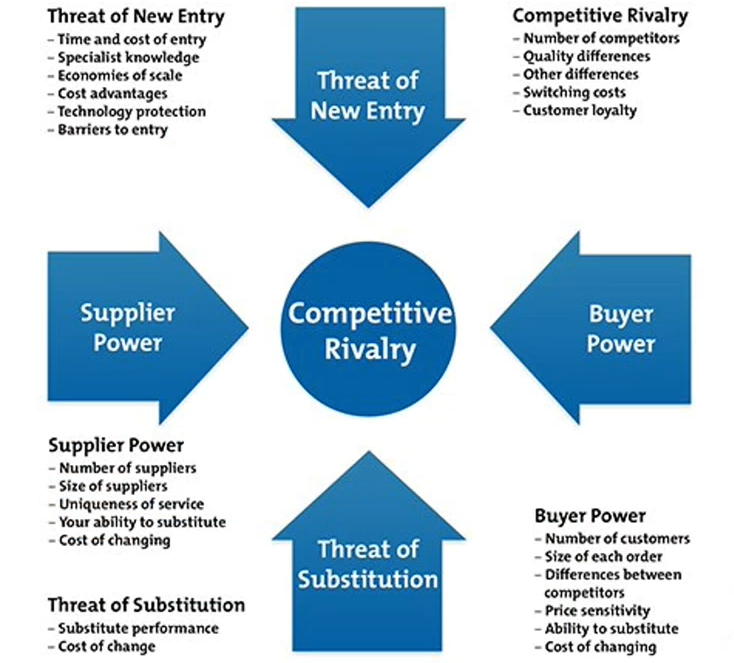 Threat of New Entry
– Time and cost of entry
– Specialist knowledge
– Economies of scale
– Cost advantages
– Technology protection
– Barriers to entry
Threat of
New Entry
Competitive Rivalry
– Number of competitors
– Quality differences
– Other differences
– Switching costs
– Customer loyalty
Supplier
Power
Competitive
Rivalry
Buyer
Power
Supplier Power
– Number of suppliers
– Size of suppliers
– Uniqueness of service
– Your ability to substitute
– Cost of changing
Threat of Substitution
– Substitute performance
– Cost of change
Threat of
Substitution
Buyer Power
– Number of customers
– Size of each order
– Differences between
competitors
– Price sensitivity
– Ability to substitute
– Cost of changing